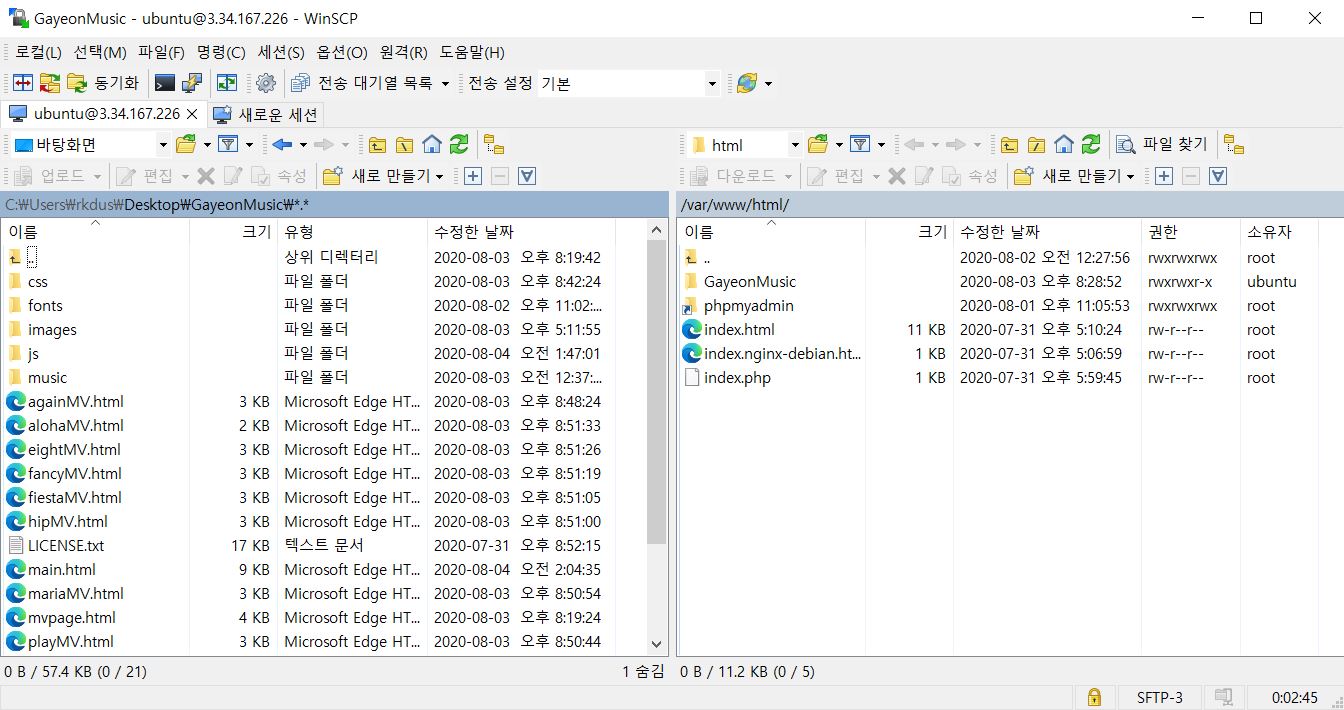 GayeonMusic - ubuntu@3.34.167.226 - WinSCP
로컬(L) 선택(M) 파일(F) 명령(C) 세션(S) 옵션(O) 원격(R) 도움말(H)
동기화 전송 대기열 목록 전송 설정 기본
ubuntu@3.34.167.226 새로운 세션
바탕화면
업로드 편집 속성 새로 만들기
C:₩Users₩rkdus₩Desktop₩GayeonMusic₩*.*
이름 크기 유형 수정한 날짜
.. 상위 디렉터리 2020-08-03 오후 8:19:42
css 파일 폴더 2020-08-03 오후 8:42:24
fonts 파일 폴더 2020-08-02 오후 11:02:...
images 파일 폴더 2020-08-03 오후 5:11:55
js 파일 폴더 2020-08-04 오전 1:47:01
music 파일 폴더 2020-08-03 오전 12:37:...
againMV.html 3 KB Microsoft Edge HT... 2020-08-03 오후 8:48:24
alohaMV.html 2 KB Microsoft Edge HT... 2020-08-03 오후 8:51:33
eightMV.html 3 KB Microsoft Edge HT... 2020-08-03 오후 8:51:26
fancyMV.html 3 KB Microsoft Edge HT... 2020-08-03 오후 8:51:19
fiestaMV.html 3 KB Microsoft Edge HT... 2020-08-03 오후 8:51:05
hipMV.html 3 KB Microsoft Edge HT... 2020-08-03 오후 8:51:00
LICENSE.txt 17 KB 텍스트 문서 2020-07-31 오후 8:52:15
main.html 9 KB Microsoft Edge HT... 2020-08-04 오전 2:04:35
mariaMV.html 3 KB Microsoft Edge HT... 2020-08-03 오후 8:50:54
mvpage.html 4 KB Microsoft Edge HT... 2020-08-03 오후 8:19:24
playMV.html 3 KB Microsoft Edge HT... 2020-08-03 오후 8:50:44
0 B / 57.4 KB (0 / 21) 1 숨김
html 파일 찾기
다운로드 편집 속성 새로 만들기
/var/www/html/
이름 크기 수정한 날짜 권한 소유자
.. 2020-08-02 오전 12:27:56 rwxrwxrwx root
GayeonMusic 2020-08-03 오후 8:28:52 rwxrwxr-x ubuntu
phpmyadmin 2020-08-01 오후 11:05:53 rwxrwxrwx root
index.html 11 KB 2020-07-31 오후 5:10:24 rw-r--r-- root
index.nginx-debian.ht... 1 KB 2020-07-31 오후 5:06:59 rw-r--r-- root
index.php 1 KB 2020-07-31 오후 5:59:45 rw-r--r-- root
0 B / 11.2 KB (0 / 5)
SFTP-3 0:02:45